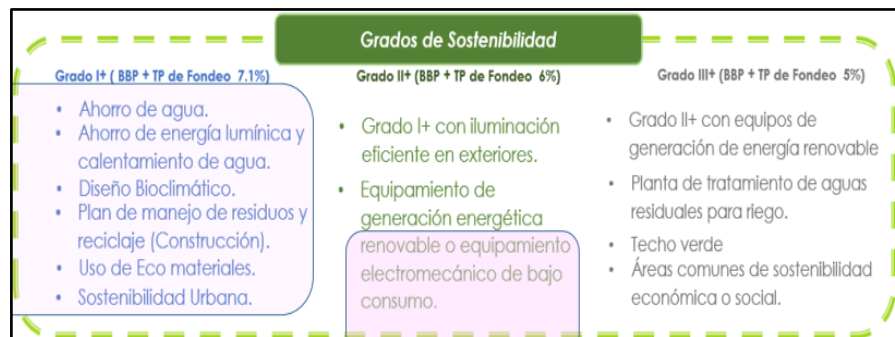 Grados de Sostenibilidad
Grado I+ ( BBP + TP de Fondeo 7.1%)
• Ahorro de agua.
• Ahorro de energía lumínica y
calentamiento de agua.
• Diseño Bioclimático.
• Plan de manejo de residuos y
reciclaje (Construcción).
• Uso de Eco materiales.
• Sostenibilidad Urbana.
Grado II+ (BBP + TP de Fondeo 6%)
• Grado I+ con iluminación
eficiente en exteriores.
• Equipamiento de
generación energética
renovable o equipamiento
electromecánico de bajo
consumo.
Grado III+ (BBP + TP de Fondeo 5%)
• Grado II+ con equipos de
generación de energía renovable
• Planta de tratamiento de aguas
residuales para riego.
• Techo verde
• Áreas comunes de sostenibilidad
económica o social.